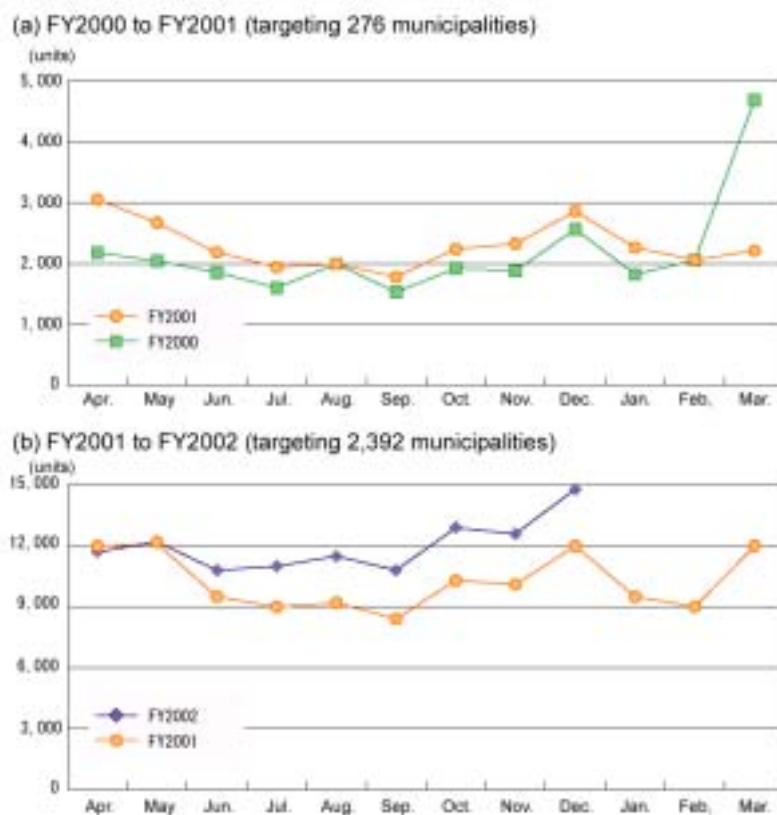 (a) FY2000 to FY2001 (targeting 276 municipalities)
(units)
5,000
4,000
3,000
2,000
1,000
0
FY2001
FY2000
Apr. May Jun. Jul. Aug. Sep. Oct. Nov. Dec. Jan. Feb. Mar.
(b) FY2001 to FY2002 (targeting 2,392 municipalities)
(units)
15,000
12,000
9,000
6,000
3,000
0
FY2002
FY2001
Apr. May Jun. Jul. Aug. Sep. Oct. Nov. Dec. Jan. Feb. Mar.